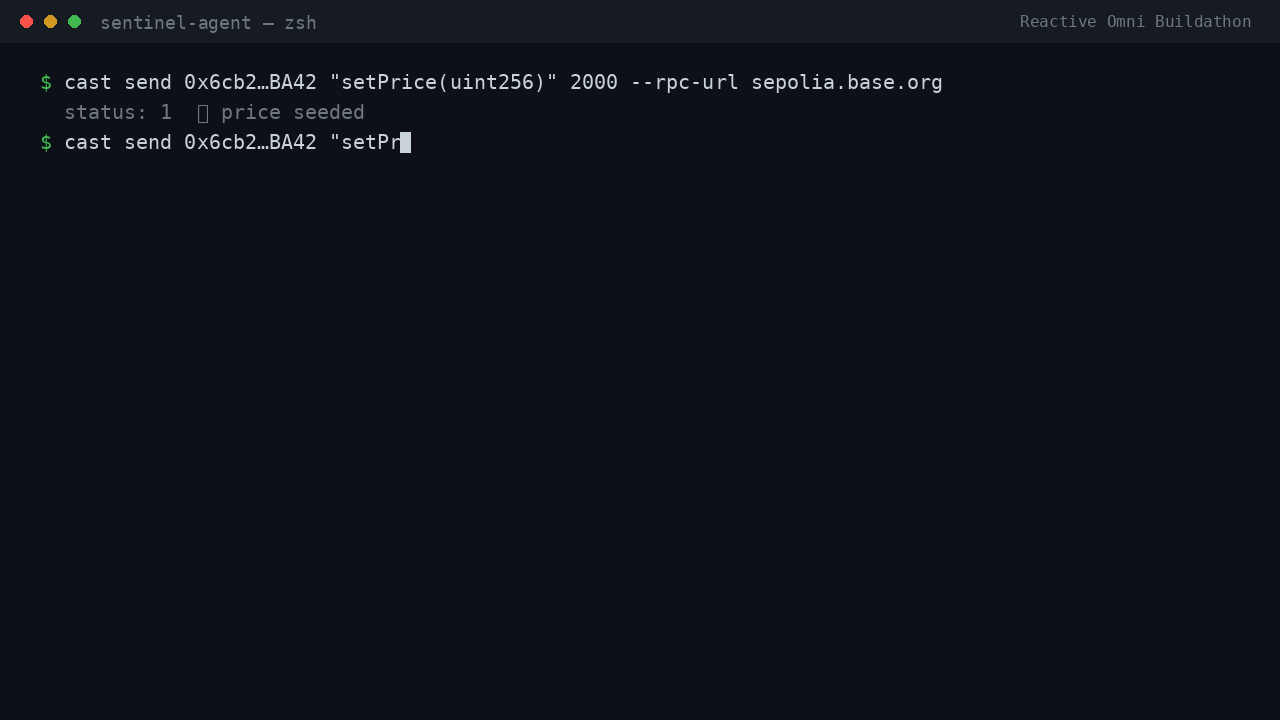 sentinel-agent — zsh
Reactive Omni Buildathon
$ cast send 0x6cb2…BA42 "setPrice(uint256)" 2000 --rpc-url sepolia.base.org
status: 1 ▯ price seeded
$ cast send 0x6cb2…BA42 "setPr